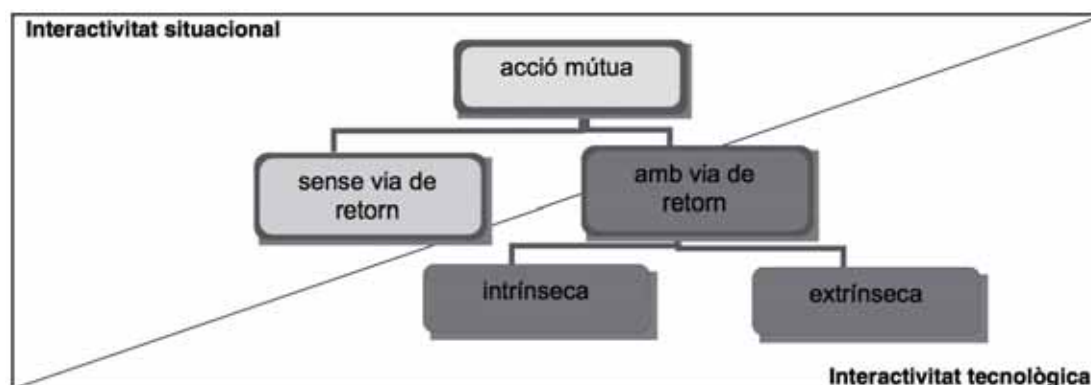 Interactivitat situacional
acció mútua
sense via de
retorn
amb via de
retorn
intrínseca
extrínseca
Interactivitat tecnològica